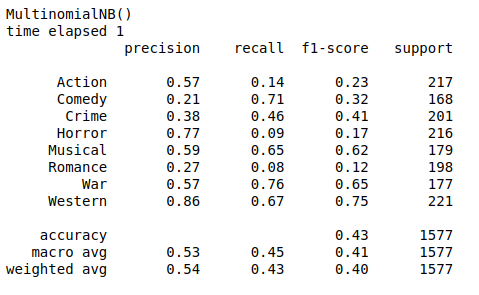 MultinomialNB()
time elapsed 1
precision recall f1-score support
Action 0.57 0.14 0.23 217
Comedy 0.21 0.71 0.32 168
Crime 0.38 0.46 0.41 201
Horror 0.77 0.09 0.17 216
Musical 0.59 0.65 0.62 179
Romance 0.27 0.08 0.12 198
War 0.57 0.76 0.65 177
Western 0.86 0.67 0.75 221
accuracy 0.43 1577
macro avg 0.53 0.45 0.41 1577
weighted avg 0.54 0.43 0.40 1577